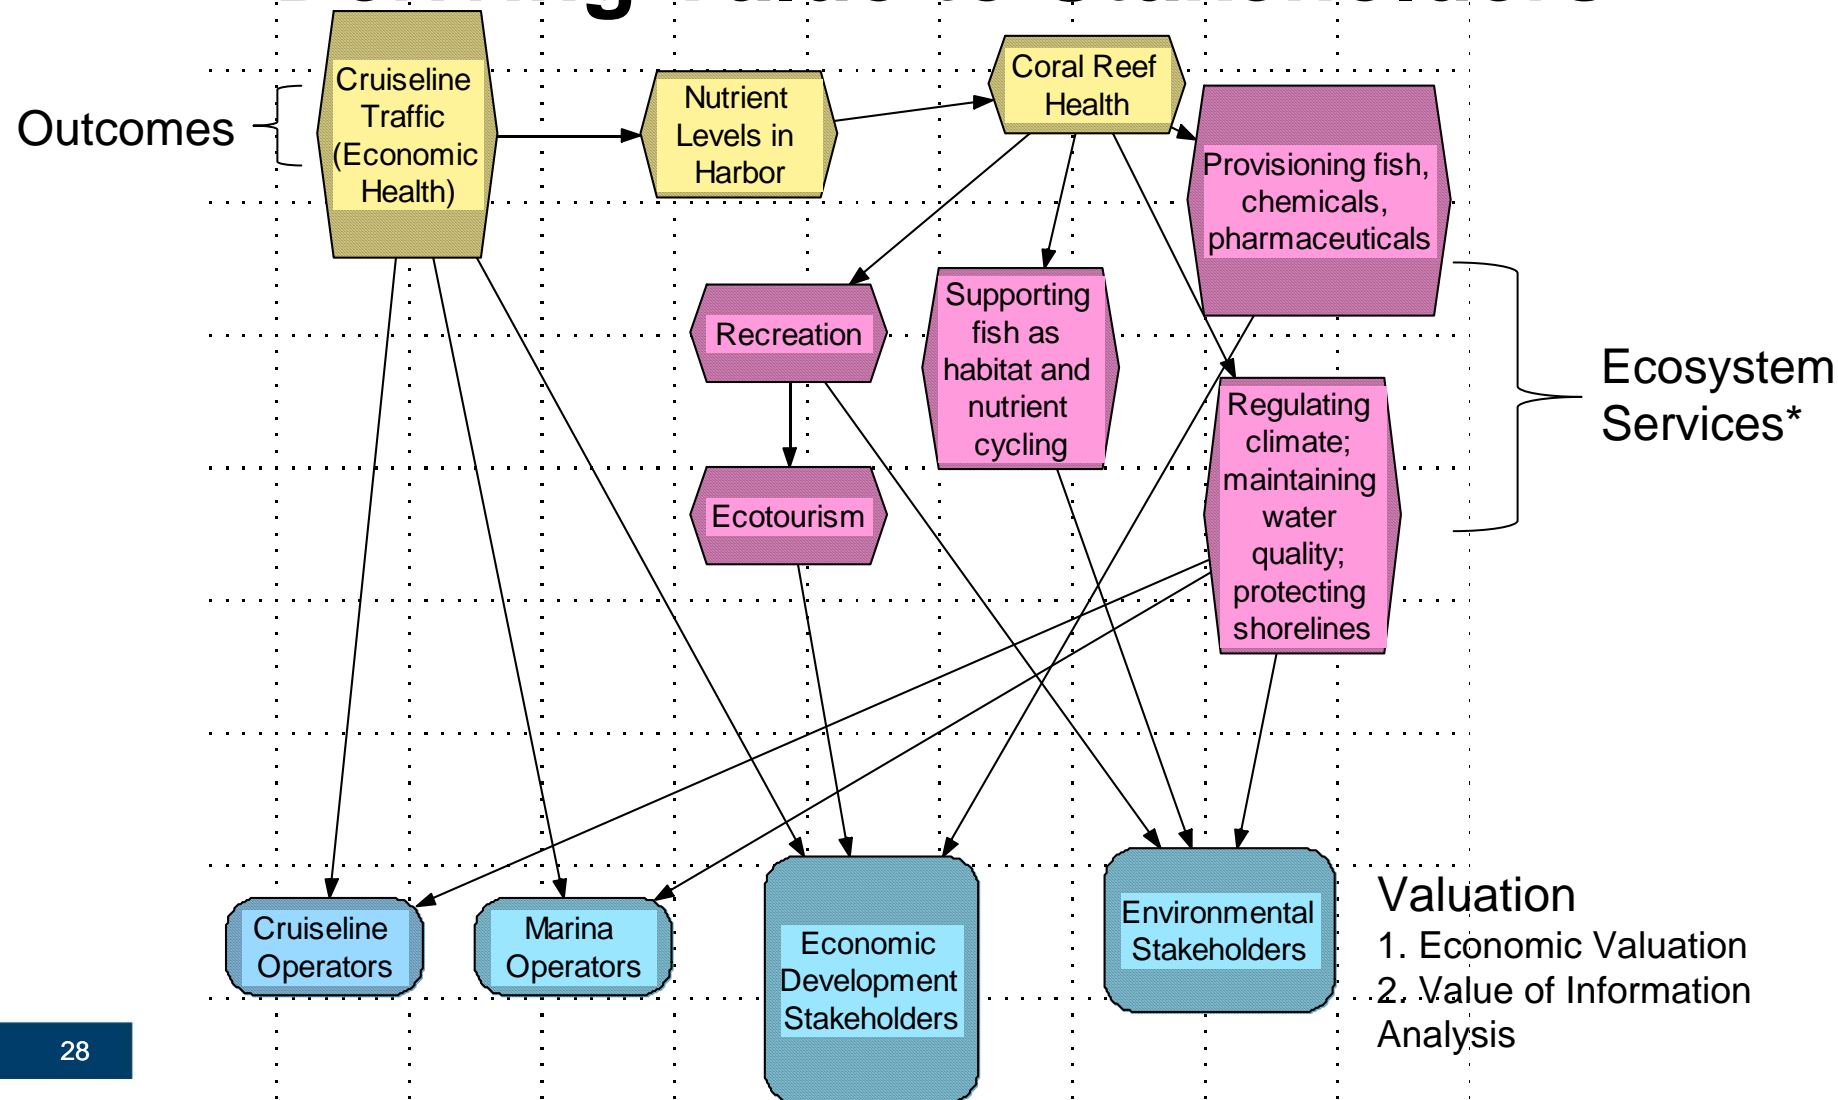 Outcomes
Cruiseline
Traffic
(Economic
Health)
Nutrient
Levels in
Harbor
Coral Reef
Health
Provisioning fish,
chemicals,
pharmaceuticals
Recreation
Supporting
fish as
habitat and
nutrient
cycling
Ecotourism
Regulating
climate;
maintaining
water
quality;
protecting
shorelines
Ecosystem
Services*
Cruiseline
Operators
Marina
Operators
Economic
Development
Stakeholders
Environmental
Stakeholders
Valuation
1. Economic Valuation
2. Value of Information
Analysis
28